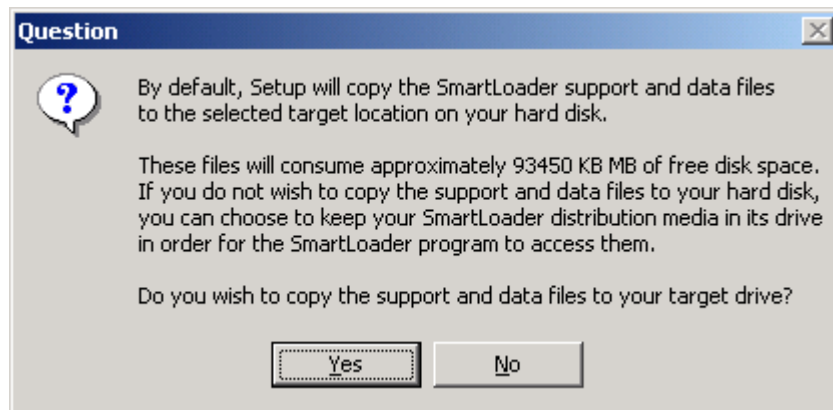 Question
By default, Setup will copy the SmartLoader support and data files
to the selected target location on your hard disk.
These files will consume approximately 93450 KB MB of free disk space.
If you do not wish to copy the support and data files to your hard disk,
you can choose to keep your SmartLoader distribution media in its drive
in order for the SmartLoader program to access them.
Do you wish to copy the support and data files to your target drive?
Yes
No